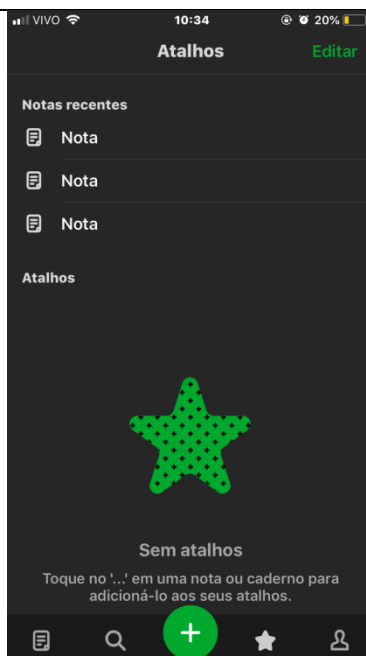 VIVO 10:34 20%
Atalhos Editar
Notas recentes
Nota
Nota
Nota
Atalhos
Sem atalhos
Toque no '...' em uma nota ou caderno para
adicioná-lo aos seus atalhos.